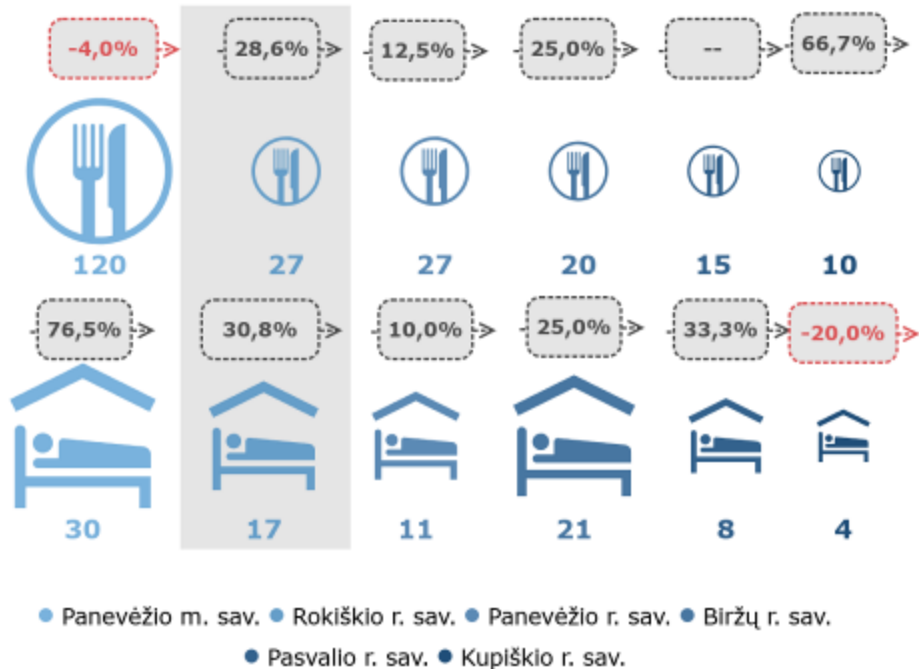 -4,0% 28,6% 12,5% 25,0% -- 66,7%
120 27 27 20 15 10
76,5% 30,8% 10,0% 25,0% 33,3% -20,0%
30 17 11 21 8 4
Panevėžio m. sav. Rokiškio r. sav. Panevėžio r. sav. Biržų r. sav.
Pasvalio r. sav. Kupiškio r. sav.